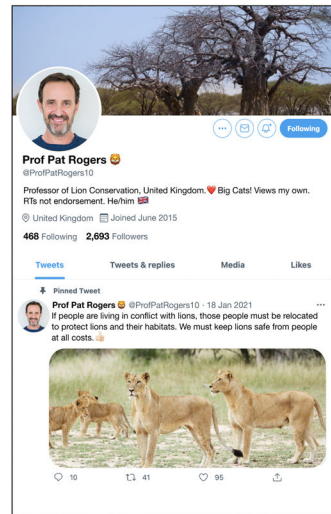 Following
Prof Pat Rogers 🦁
@ProfPatRogers10
Professor of Lion Conservation, United Kingdom.❤️ Big Cats! Views my own.
RTs not endorsement. He/him 🇬🇧
United Kingdom Joined June 2015
468 Following 2,693 Followers
Tweets Tweets & replies Media Likes
Pinned Tweet
Prof Pat Rogers 🦁 @ProfPatRogers10 · 18 Jan 2021
If people are living in conflict with lions, those people must be relocated
to protect lions and their habitats. We must keep lions safe from people
at all costs.👍🏻
10 41 95